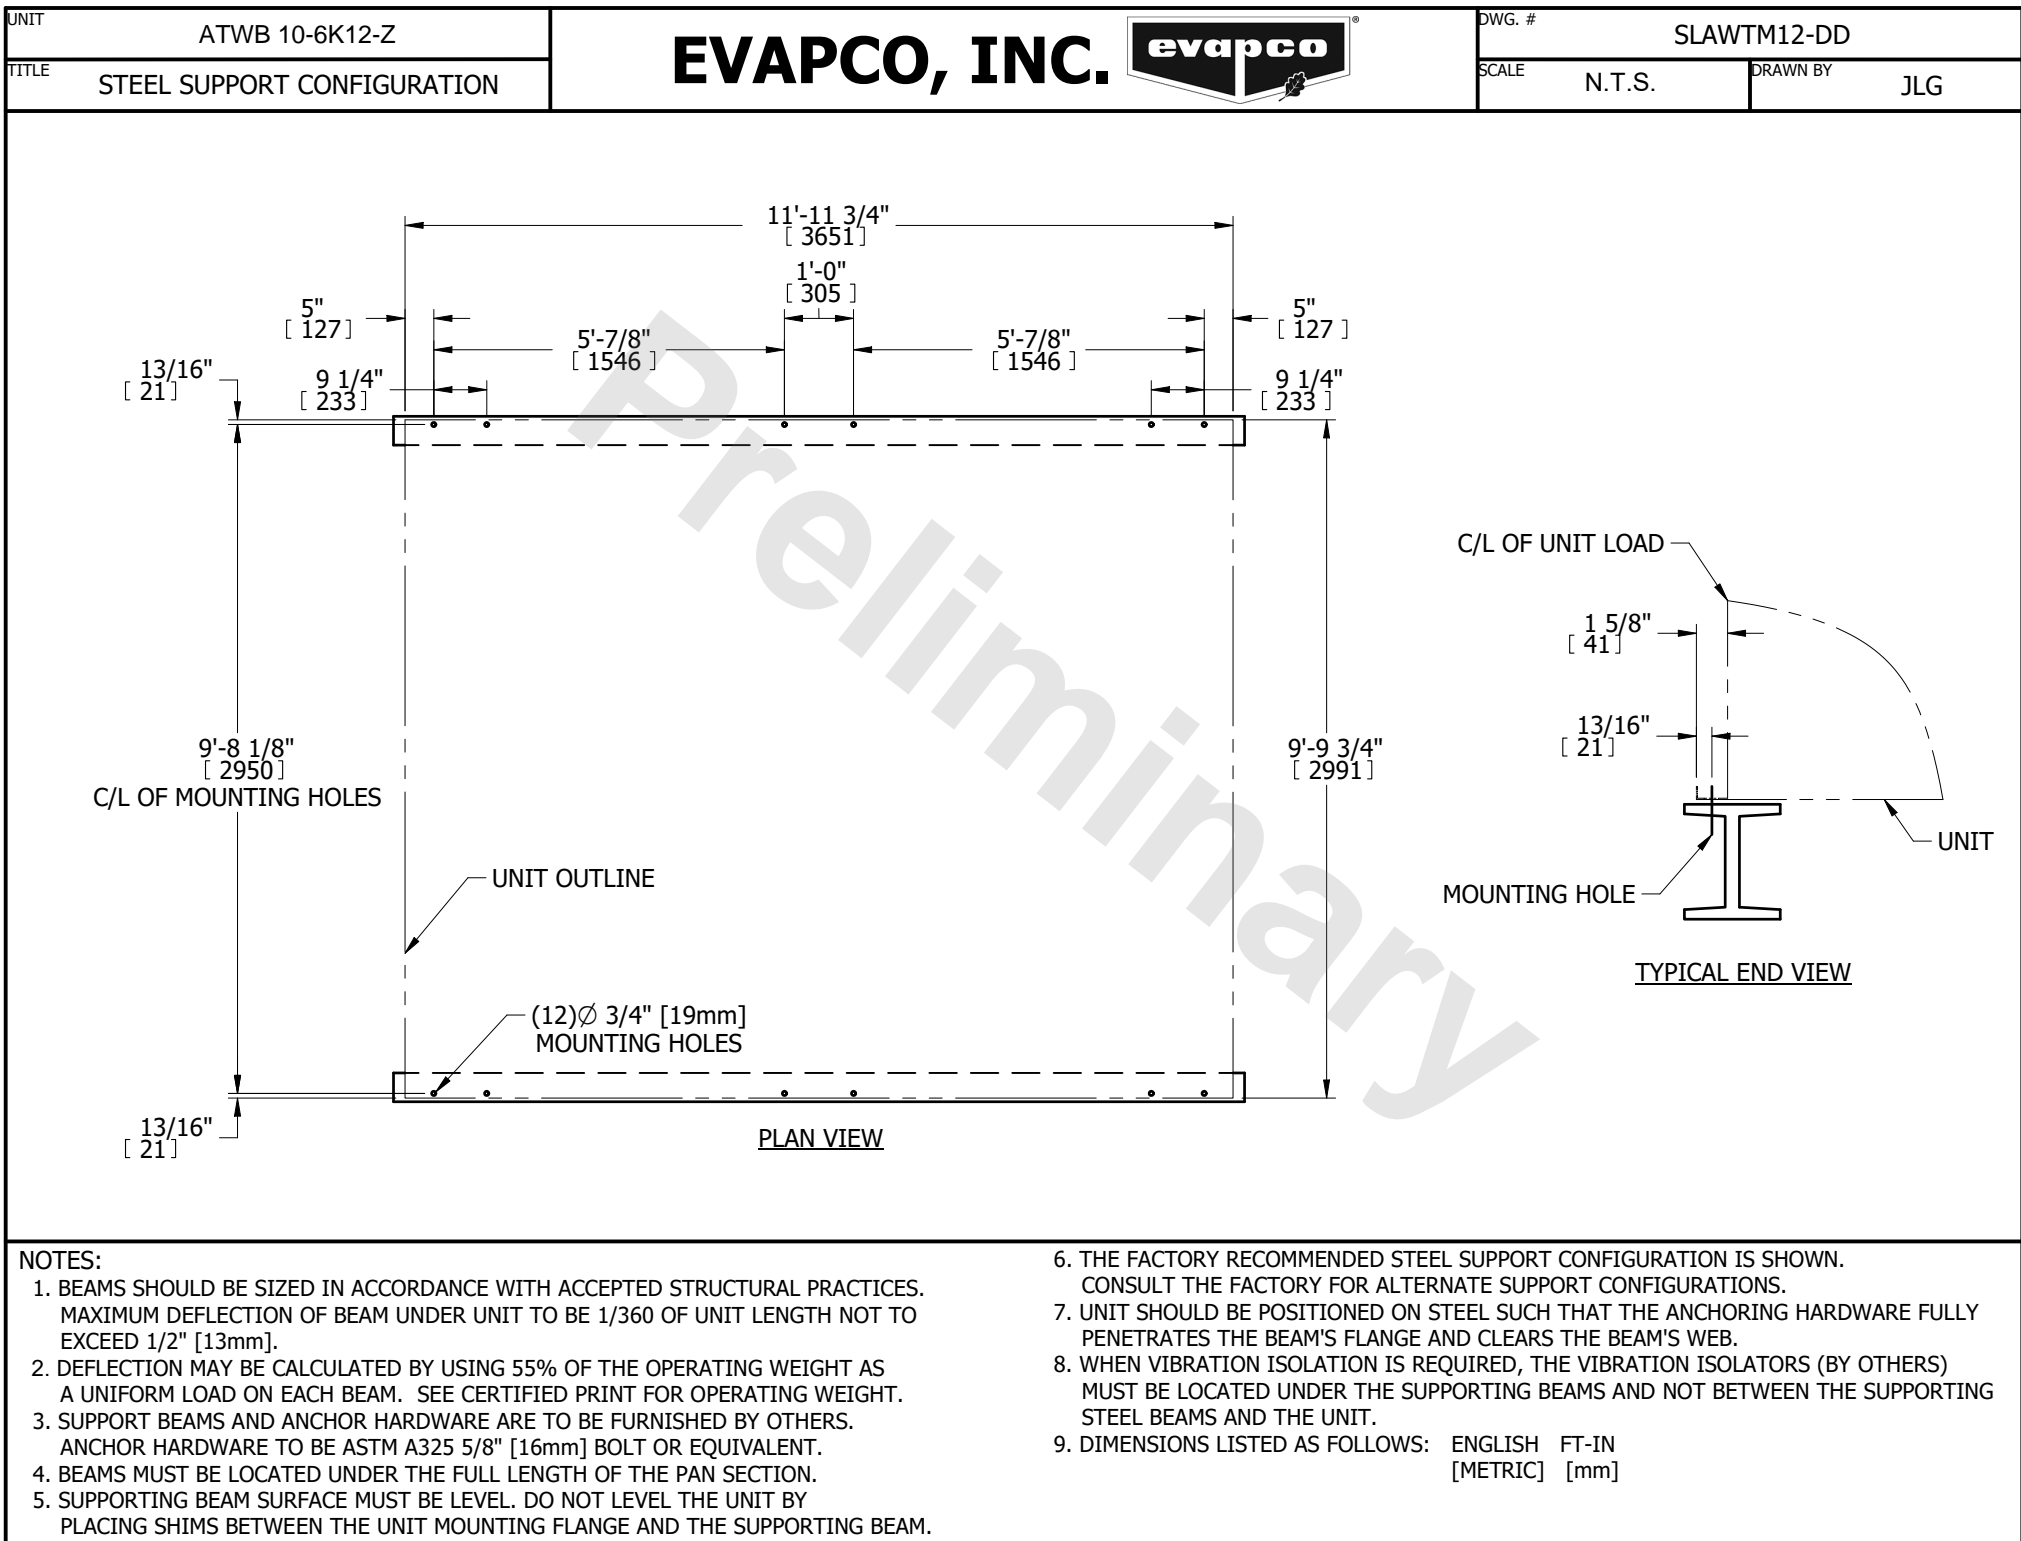 UNIT
ATWB 10-6K12-Z
TITLE
STEEL SUPPORT CONFIGURATION
EVAPCO, INC.
evapco
®
DWG. #
SLAWTM12-DD
SCALE
N.T.S.
DRAWN BY
JLG
11'-11 3/4"
[ 3651]
1'-0"
[ 305 ]
5"
[ 127]
5'-7/8"
[ 1546 ]
5'-7/8"
[ 1546 ]
5"
[ 127 ]
13/16"
[ 21]
9 1/4"
[ 233]
9 1/4"
[ 233 ]
9'-8 1/8"
[ 2950]
C/L OF MOUNTING HOLES
9'-9 3/4"
[ 2991]
UNIT OUTLINE
(12)Ø 3/4" [19mm]
MOUNTING HOLES
13/16"
[ 21]
PLAN VIEW
Preliminary
C/L OF UNIT LOAD
1 5/8"
[ 41]
13/16"
[ 21]
UNIT
MOUNTING HOLE
TYPICAL END VIEW
NOTES:
1. BEAMS SHOULD BE SIZED IN ACCORDANCE WITH ACCEPTED STRUCTURAL PRACTICES.
MAXIMUM DEFLECTION OF BEAM UNDER UNIT TO BE 1/360 OF UNIT LENGTH NOT TO
EXCEED 1/2" [13mm].
2. DEFLECTION MAY BE CALCULATED BY USING 55% OF THE OPERATING WEIGHT AS
A UNIFORM LOAD ON EACH BEAM. SEE CERTIFIED PRINT FOR OPERATING WEIGHT.
3. SUPPORT BEAMS AND ANCHOR HARDWARE ARE TO BE FURNISHED BY OTHERS.
ANCHOR HARDWARE TO BE ASTM A325 5/8" [16mm] BOLT OR EQUIVALENT.
4. BEAMS MUST BE LOCATED UNDER THE FULL LENGTH OF THE PAN SECTION.
5. SUPPORTING BEAM SURFACE MUST BE LEVEL. DO NOT LEVEL THE UNIT BY
PLACING SHIMS BETWEEN THE UNIT MOUNTING FLANGE AND THE SUPPORTING BEAM.
6. THE FACTORY RECOMMENDED STEEL SUPPORT CONFIGURATION IS SHOWN.
CONSULT THE FACTORY FOR ALTERNATE SUPPORT CONFIGURATIONS.
7. UNIT SHOULD BE POSITIONED ON STEEL SUCH THAT THE ANCHORING HARDWARE FULLY
PENETRATES THE BEAM'S FLANGE AND CLEARS THE BEAM'S WEB.
8. WHEN VIBRATION ISOLATION IS REQUIRED, THE VIBRATION ISOLATORS (BY OTHERS)
MUST BE LOCATED UNDER THE SUPPORTING BEAMS AND NOT BETWEEN THE SUPPORTING
STEEL BEAMS AND THE UNIT.
9. DIMENSIONS LISTED AS FOLLOWS: ENGLISH FT-IN
[METRIC] [mm]